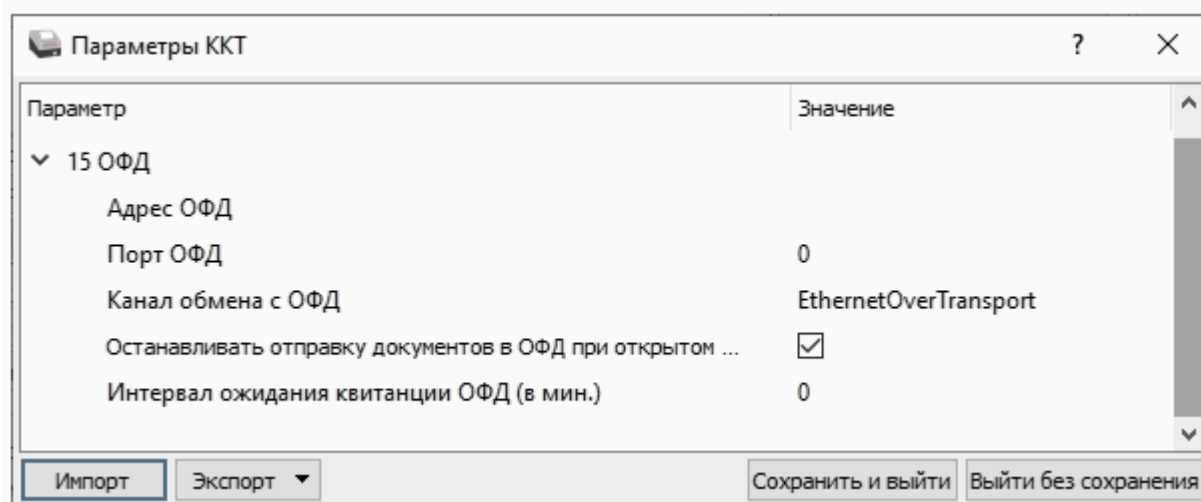 Параметры ККТ ?
Параметр Значение
15 ОФД
Адрес ОФД
Порт ОФД 0
Канал обмена с ОФД EthernetOverTransport
Останавливать отправку документов в ОФД при открытом ...
Интервал ожидания квитанции ОФД (в мин.) 0
Импорт Экспорт Сохранить и выйти Выйти без сохранения